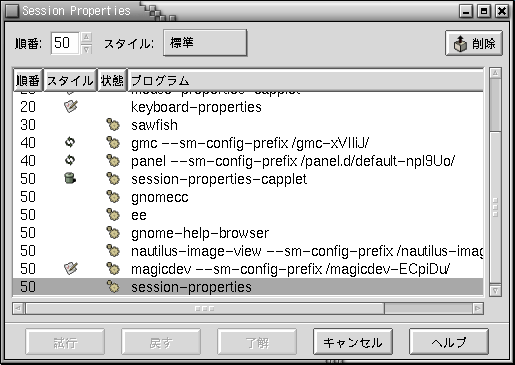 Session Properties
順番: 50 スタイル: 標準 削除
順番 スタイル 状態 プログラム
20 mouse-properties-capplet
20 keyboard-properties
30 sawfish
40 gmc --sm-config-prefix /gmc-xVIIiJ/
40 panel --sm-config-prefix /panel.d/default-npI9Uo/
50 session-properties-capplet
50 gnomecc
50 ee
50 gnome-help-browser
50 nautilus-image-view --sm-config-prefix /nautilus-imag
50 magicdev --sm-config-prefix /magicdev-ECpiDu/
50 session-properties
試行 戻す 了解 キャンセル ヘルプ